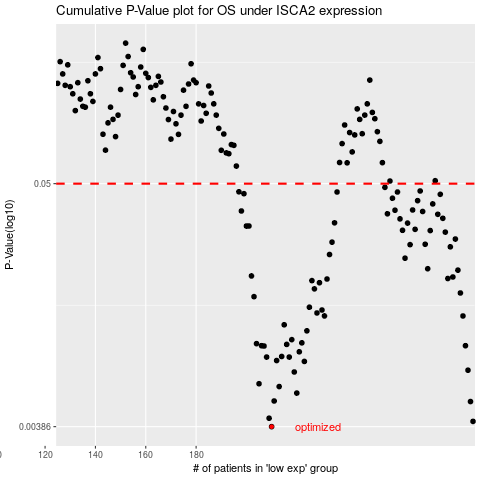 Cumulative P-Value plot for OS under ISCA2 expression
P-Value(log10)
0.05
0.00386
optimized
0 120 140 160 180
# of patients in 'low exp' group